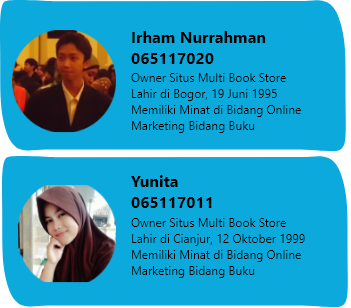 Irham Nurrahman
065117020
Owner Situs Multi Book Store
Lahir di Bogor, 19 Juni 1995
Memiliki Minat di Bidang Online
Marketing Bidang Buku
Yunita
065117011
Owner Situs Multi Book Store
Lahir di Cianjur, 12 Oktober 1999
Memiliki Minat di Bidang Online
Marketing Bidang Buku